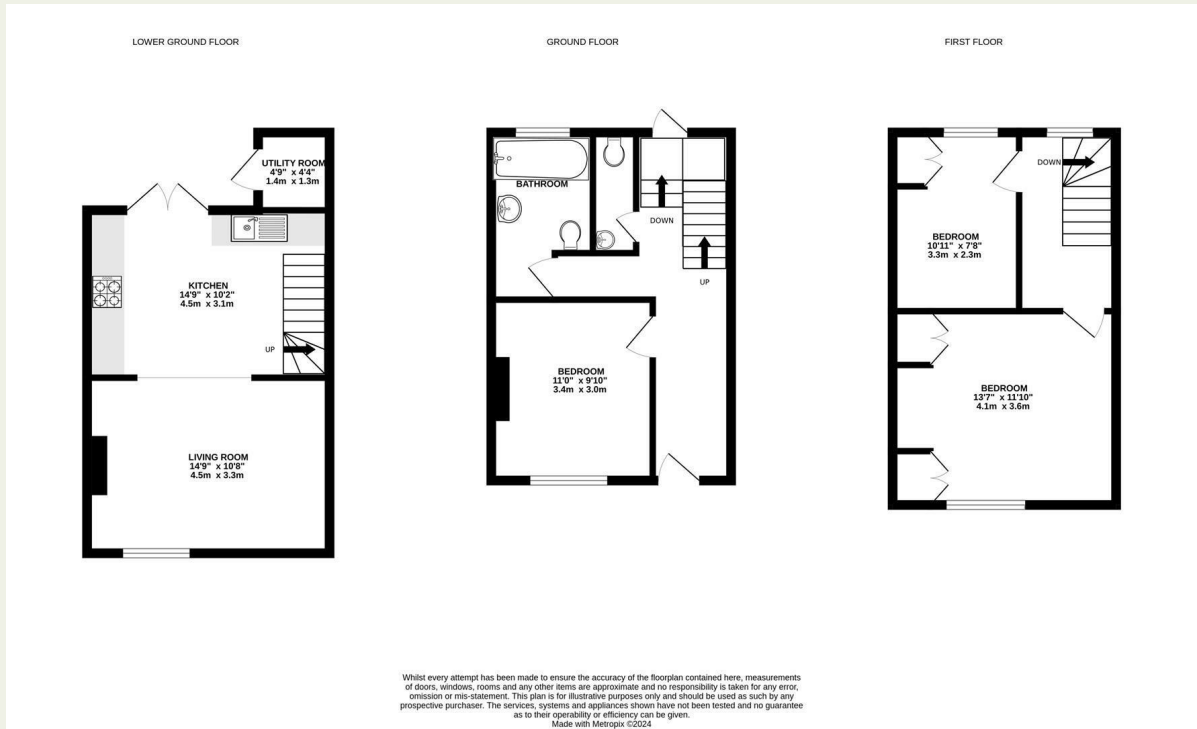 LOWER GROUND FLOOR
GROUND FLOOR
FIRST FLOOR
UTILITY ROOM
4'9" x 4'4"
1.4m x 1.3m
KITCHEN
14'9" x 10'2"
4.5m x 3.1m
UP
LIVING ROOM
14'9" x 10'8"
4.5m x 3.3m
BATHROOM
DOWN
UP
BEDROOM
11'0" x 9'10"
3.4m x 3.0m
DOWN
BEDROOM
10'11" x 7'8"
3.3m x 2.3m
BEDROOM
13'7" x 11'10"
4.1m x 3.6m
Whilst every attempt has been made to ensure the accuracy of the floorplan contained here, measurements
of doors, windows, rooms and any other items are approximate and no responsibility is taken for any error,
omission or mis-statement. This plan is for illustrative purposes only and should be used as such by any
prospective purchaser. The services, systems and appliances shown have not been tested and no guarantee
as to their operability or efficiency can be given.
Made with Metropix ©2024